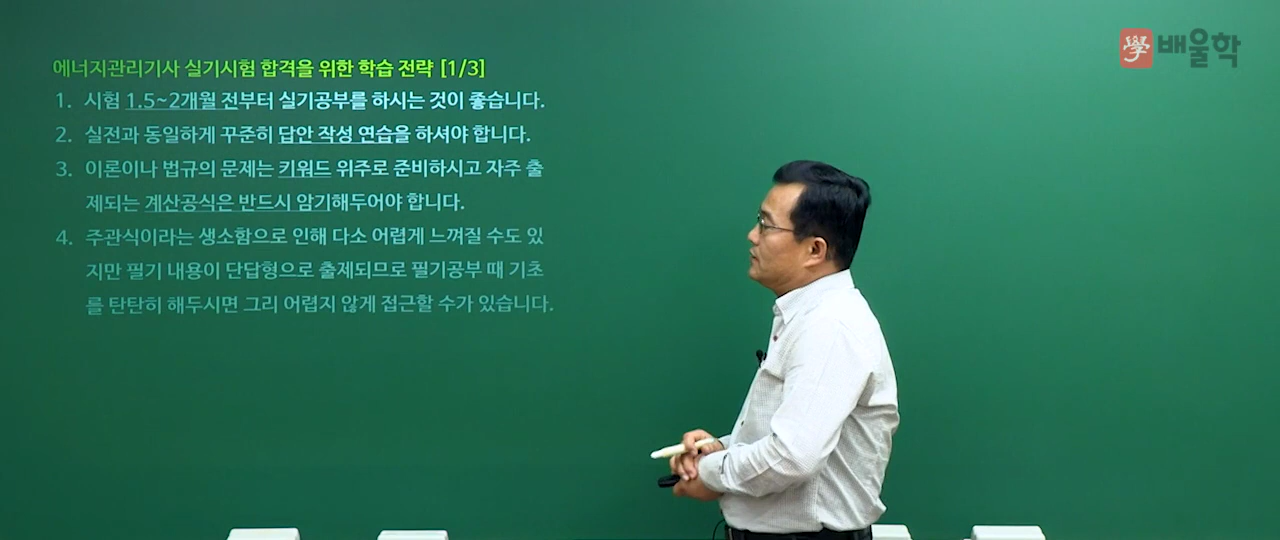 學 배울학
에너지관리기사 실기시험 합격을 위한 학습 전략 [1/3]
1. 시험 1.5~2개월 전부터 실기공부를 하시는 것이 좋습니다.
2. 실전과 동일하게 꾸준히 답안 작성 연습을 하셔야 합니다.
3. 이론이나 법규의 문제는 키워드 위주로 준비하시고 자주 출
제되는 계산공식은 반드시 암기해두어야 합니다.
4. 주관식이라는 생소함으로 인해 다소 어렵게 느껴질 수도 있
지만 필기 내용이 단답형으로 출제되므로 필기공부 때 기초
를 탄탄히 해두시면 그리 어렵지 않게 접근할 수가 있습니다.